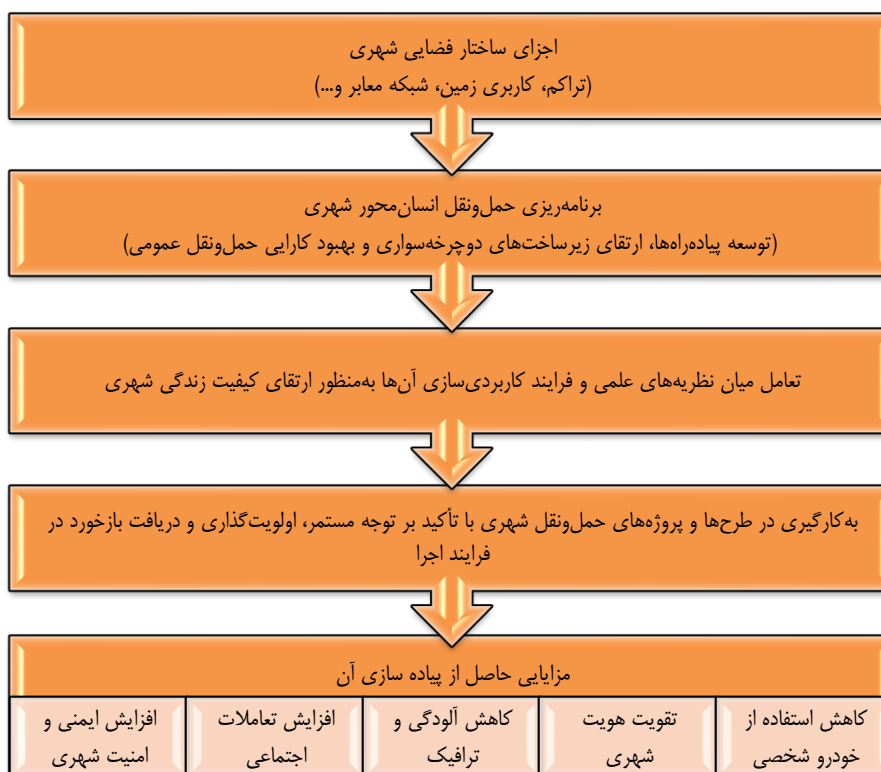 اجزای ساختار فضایی شهری
(تراکم، کاربری زمین، شبکه معابر و...)
برنامه‌ریزی حمل‌ونقل انسان‌محور شهری
(توسعه پیاده‌راه‌ها، ارتقای زیرساخت‌های دوچرخه‌سواری و بهبود کارایی حمل‌ونقل عمومی)
تعامل میان نظریه‌های علمی و فرایند کاربردی‌سازی آن‌ها به‌منظور ارتقای کیفیت زندگی شهری
به‌کارگیری در طرح‌ها و پروژه‌های حمل‌ونقل شهری با تأکید بر توجه مستمر، اولویت‌گذاری و دریافت بازخورد در
فرایند اجرا
مزایایی حاصل از پیاده سازی آن
کاهش استفاده از
خودرو شخصی
تقویت هویت
شهری
کاهش آلودگی و
ترافیک
افزایش تعاملات
اجتماعی
افزایش ایمنی و
امنیت شهری